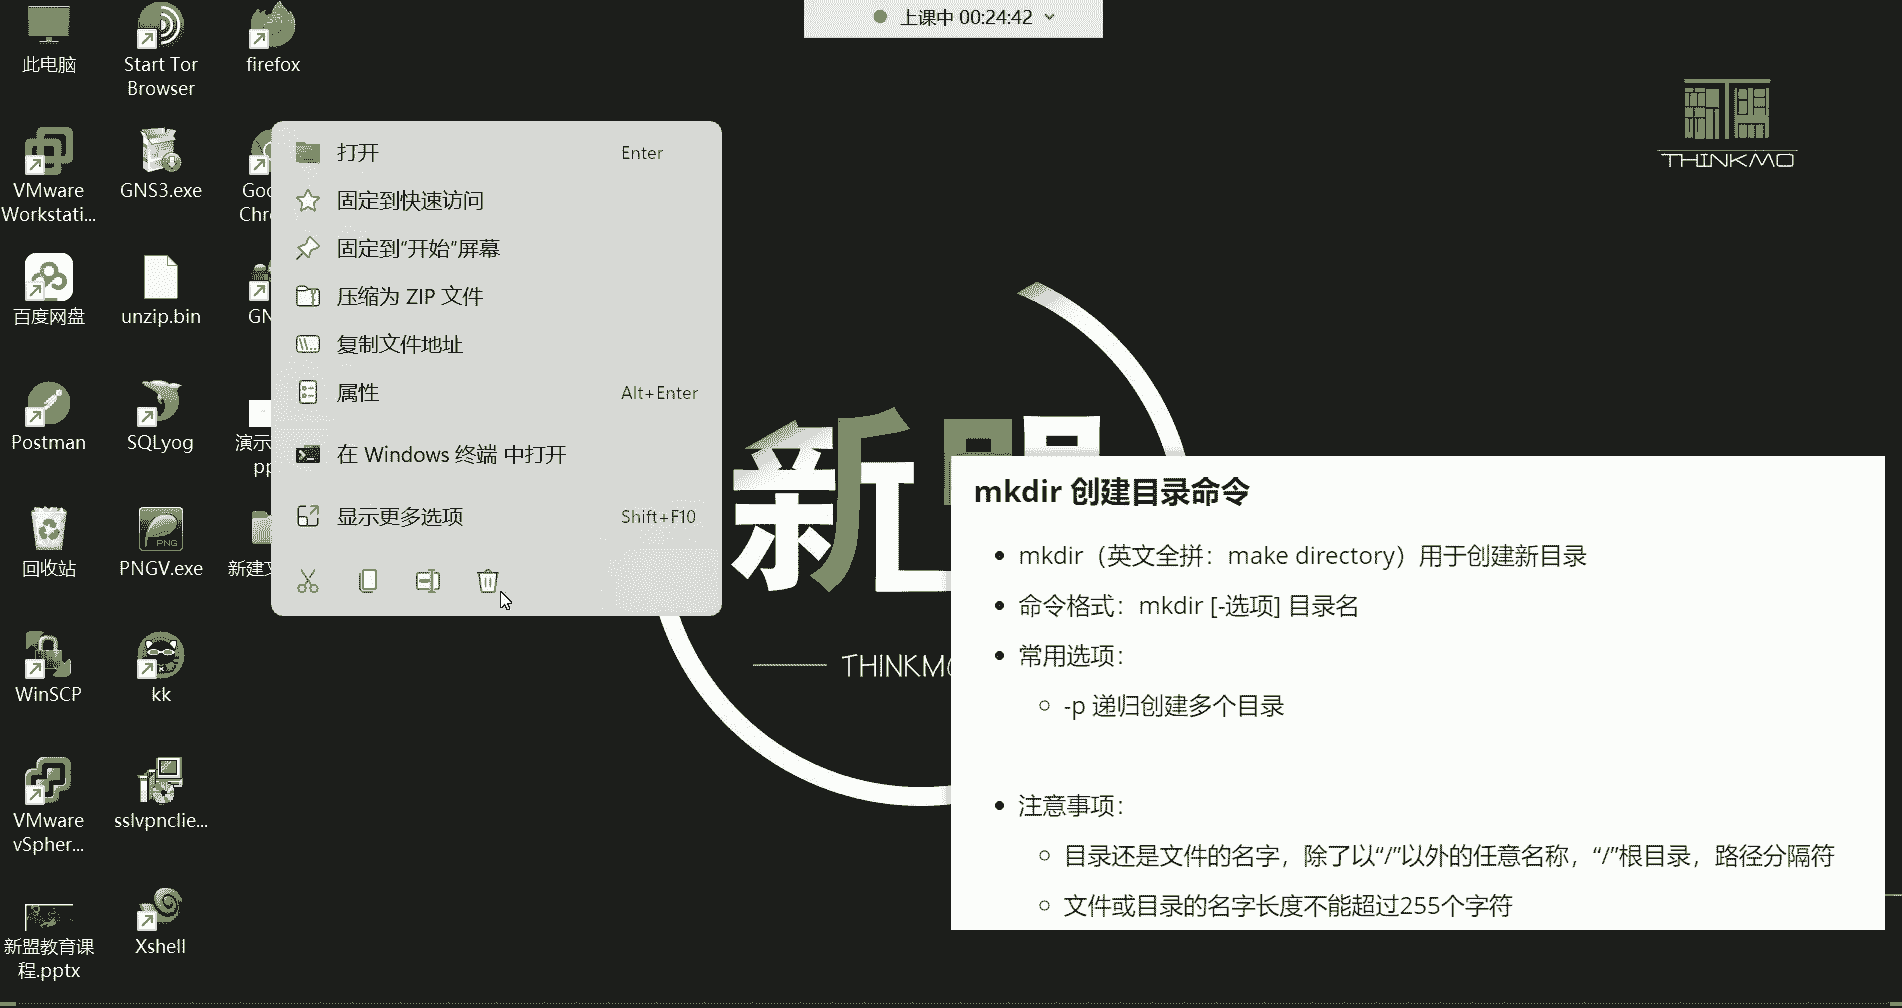 上课中 00:24:42
此电脑
Start Tor
Browser
firefox
THINKMO
VMware
Workstati...
GNS3.exe
Goo
Chr
百度网盘
unzip.bin
GN
Postman
SQLyog
演示
pp
回收站
PNGV.exe
新建文
WinSCP
kk
VMware
vSpher...
sslvpnclie...
新盟教育课
程.pptx
Xshell
打开 Enter
固定到快速访问
固定到“开始”屏幕
压缩为 ZIP 文件
复制文件地址
属性 Alt+Enter
在 Windows 终端 中打开
显示更多选项 Shift+F10
新
THINKMO
mkdir 创建目录命令
mkdir（英文全拼：make directory）用于创建新目录
命令格式：mkdir [-选项] 目录名
常用选项：
-p 递归创建多个目录
注意事项：
目录还是文件的名字，除了以“/”以外的任意名称，“/”根目录，路径分隔符
文件或目录的名字长度不能超过255个字符